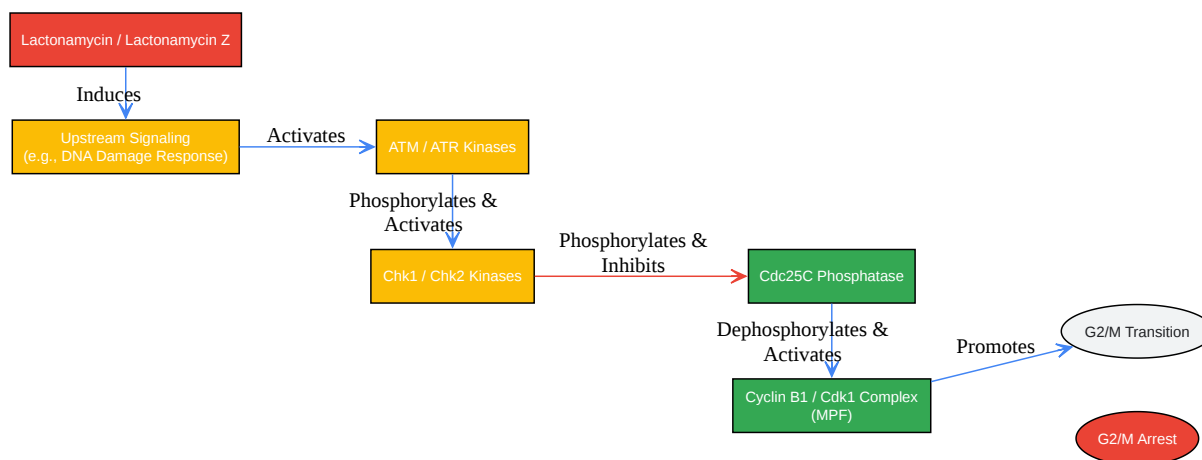 Lactonamycin / Lactonamycin Z
Induces
Upstream Signaling
(e.g., DNA Damage Response)
Activates
ATM / ATR Kinases
Phosphorylates &
Activates
Chk1 / Chk2 Kinases
Phosphorylates &
Inhibits
Cdc25C Phosphatase
Dephosphorylates &
Activates
Cyclin B1 / Cdk1 Complex
(MPF)
Promotes
G2/M Transition
G2/M Arrest